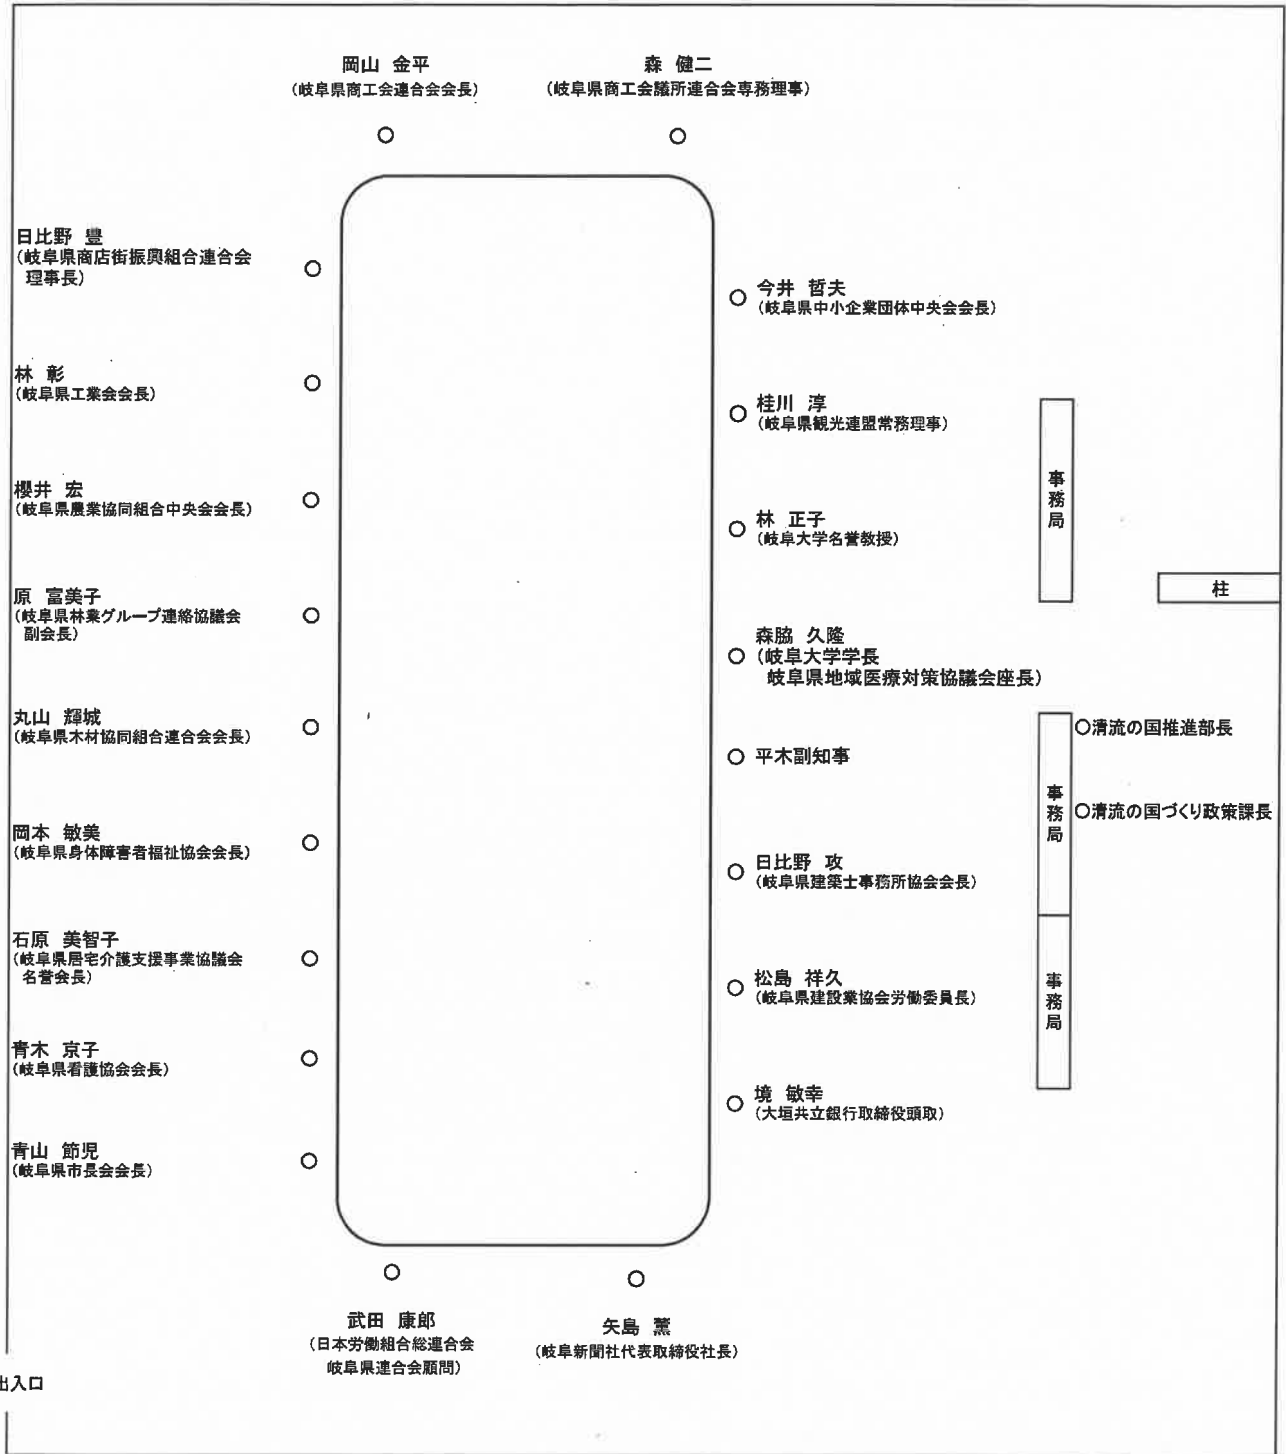 岡山 金平
(岐阜県商工会連合会会長)
森 健二
(岐阜県商工会議所連合会専務理事)
日比野 豊
(岐阜県商店街振興組合連合会
理事長)
林 彰
(岐阜県工業会会長)
櫻井 宏
(岐阜県農業協同組合中央会会長)
原 富美子
(岐阜県林業グループ連絡協議会
副会長)
丸山 輝城
(岐阜県木材協同組合連合会会長)
岡本 敏美
(岐阜県身体障害者福祉協会会長)
石原 美智子
(岐阜県居宅介護支援事業協議会
名誉会長)
青木 京子
(岐阜県看護協会会長)
青山 節児
(岐阜県市長会会長)
今井 哲夫
(岐阜県中小企業団体中央会会長)
桂川 淳
(岐阜県観光連盟常務理事)
林 正子
(岐阜大学名誉教授)
森脇 久隆
(岐阜大学学長
岐阜県地域医療対策協議会座長)
平木副知事
日比野 攻
(岐阜県建築士事務所協会会長)
松島 祥久
(岐阜県建設業協会労働委員長)
境 敏幸
(大垣共立銀行取締役頭取)
事務局
柱
事務局
○清流の国推進部長
○清流の国づくり政策課長
事務局
武田 康郎
(日本労働組合総連合会
岐阜県連合会顧問)
矢島 薫
(岐阜新聞社代表取締役社長)
出入口